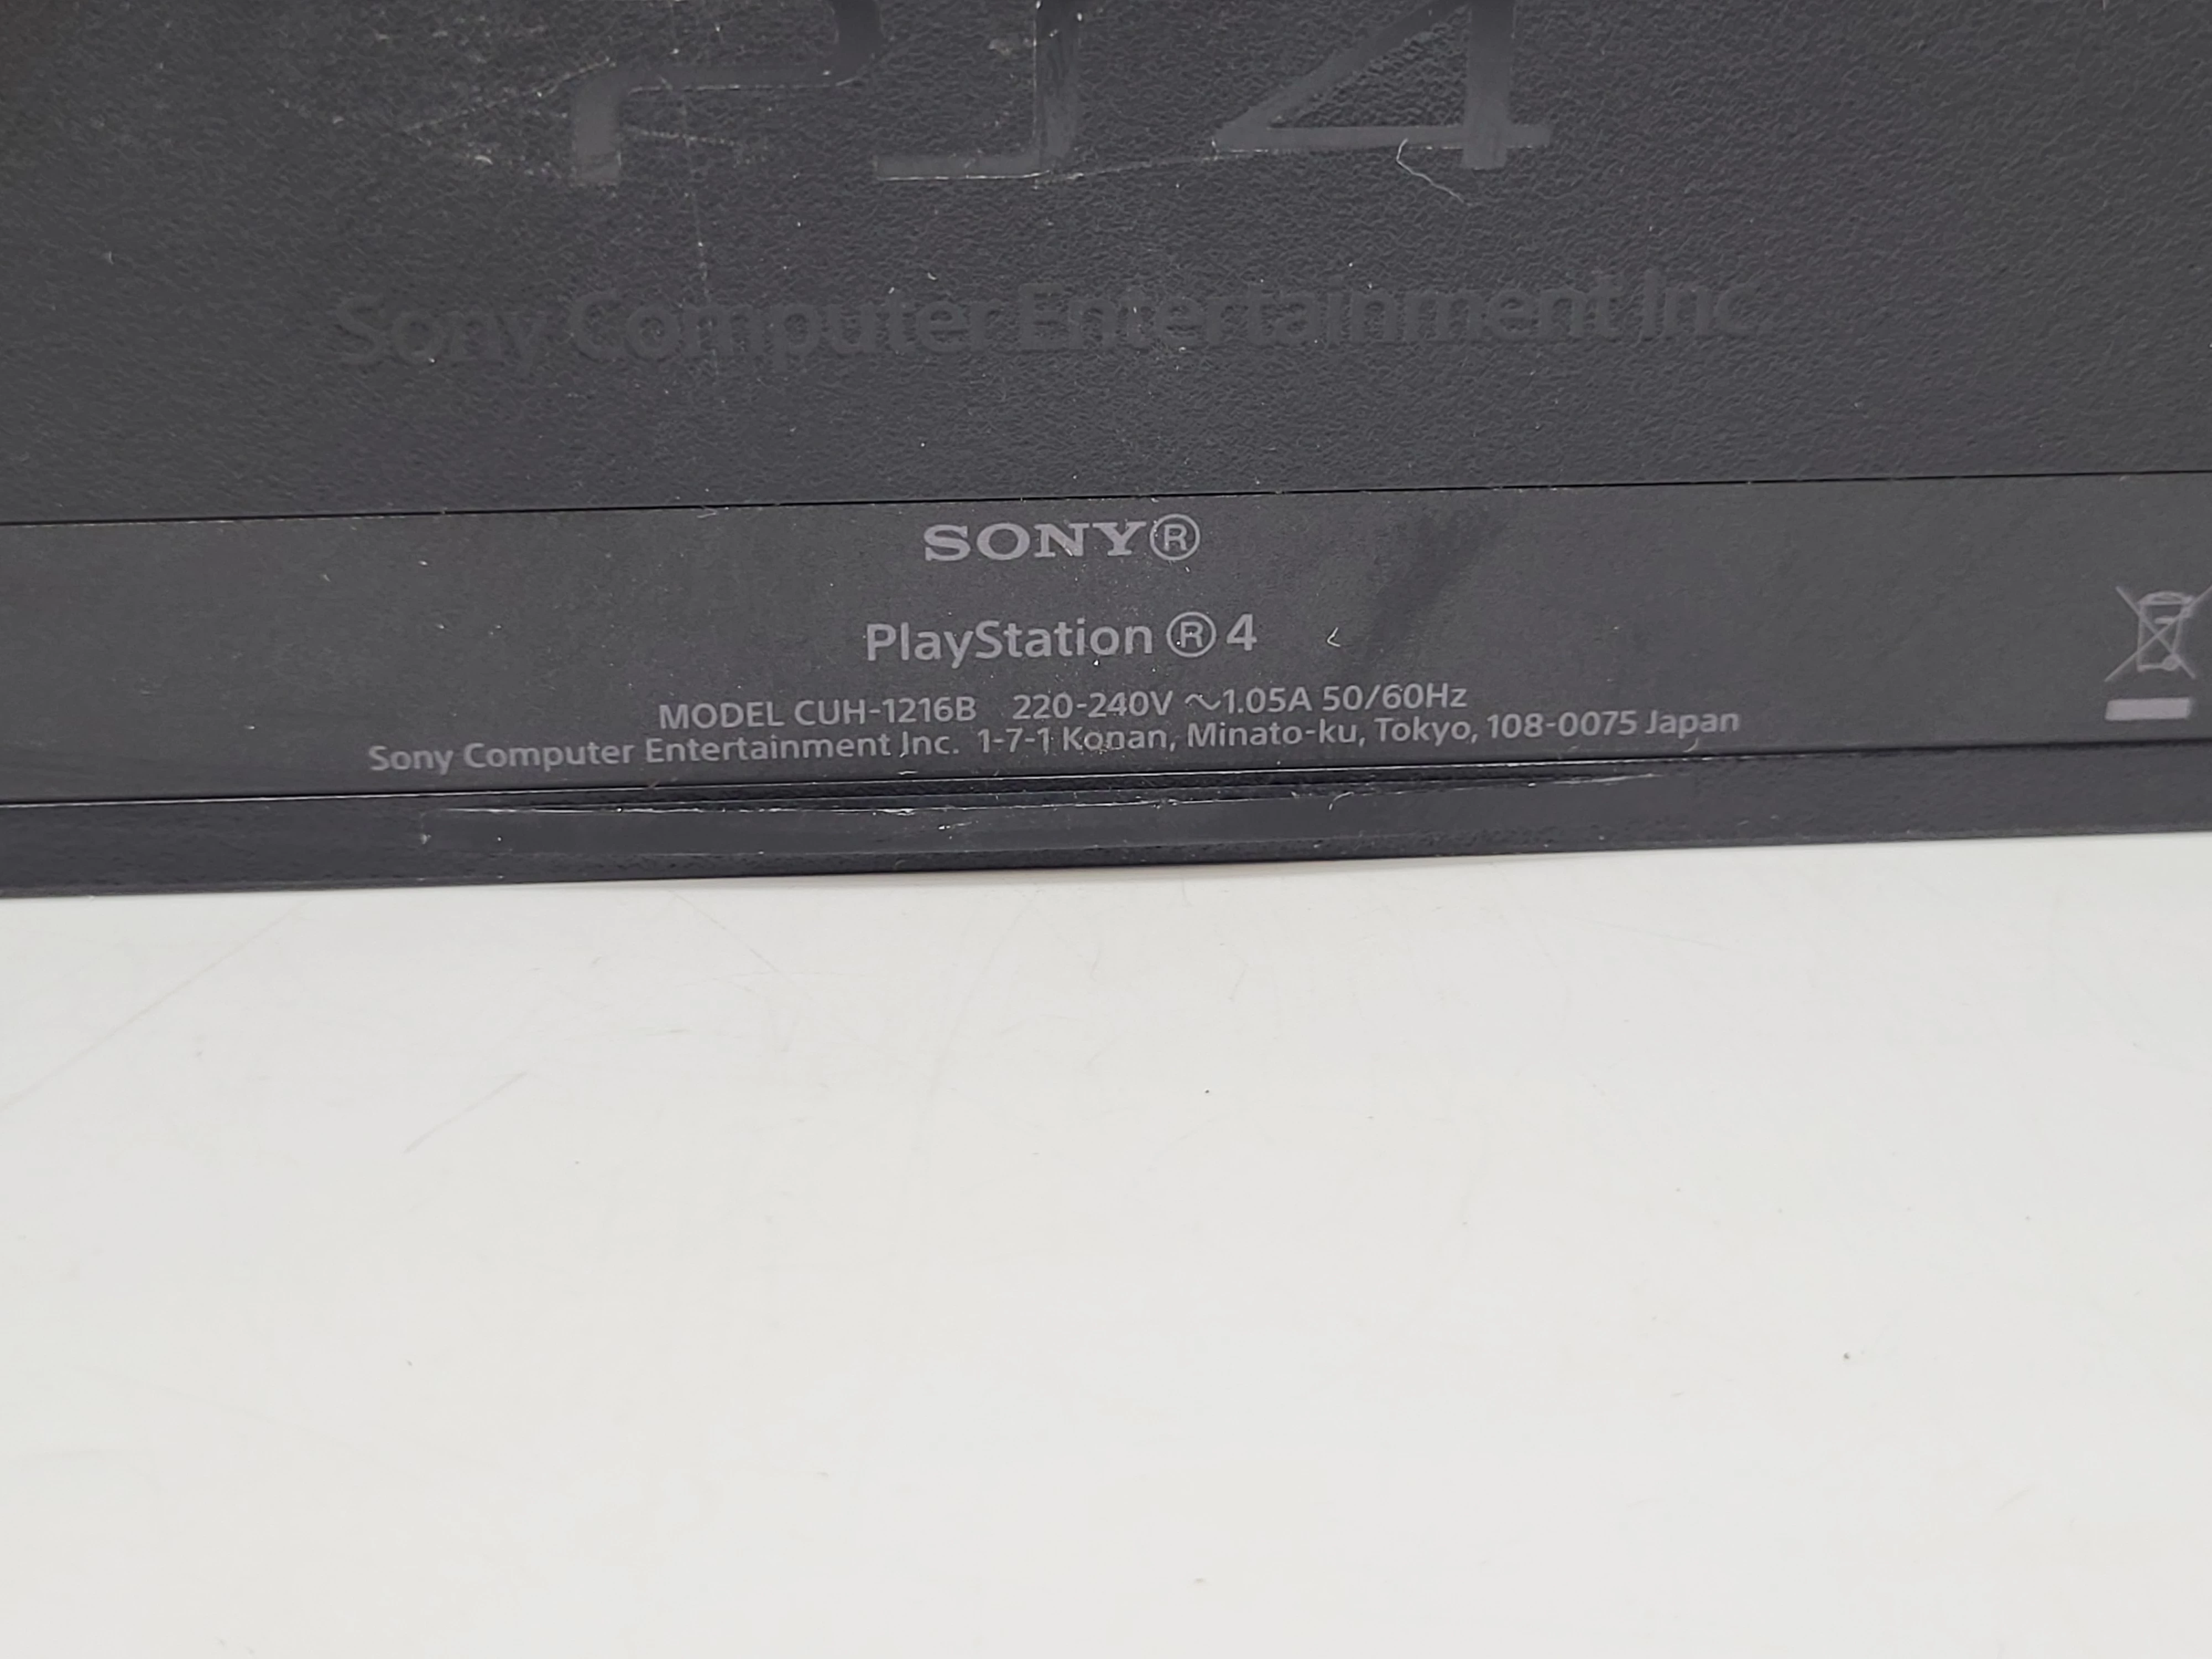 PS4
Sony Computer Entertainment Inc.
SONY®
PlayStation®4
MODEL CUH-1216B 220-240V ~1.05A 50/60Hz
Sony Computer Entertainment Inc. 1-7-1 Konan, Minato-ku, Tokyo, 108-0075 Japan